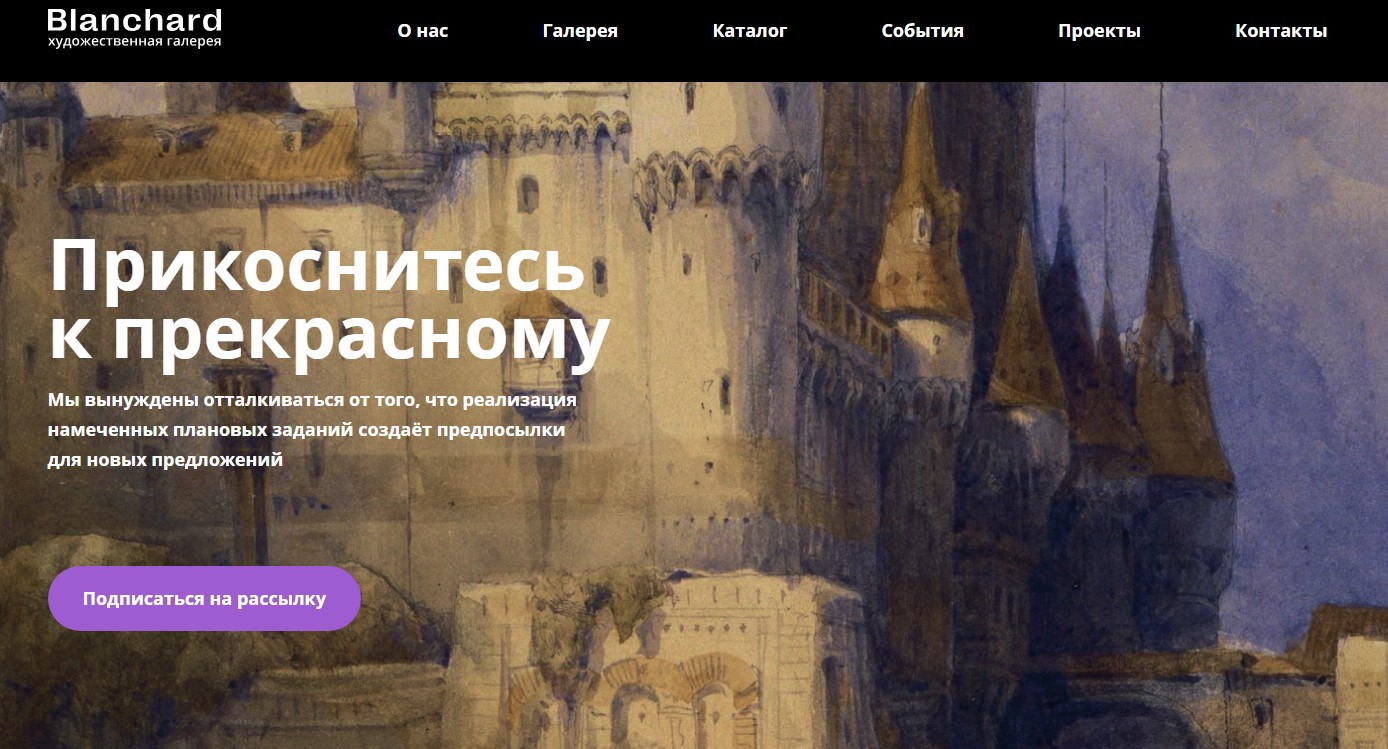 Blanchard
художественная галерея
О нас
Галерея
Каталог
События
Проекты
Контакты
Прикоснитесь
к прекрасному
Мы вынуждены отталкиваться от того, что реализация
намеченных плановых заданий создаёт предпосылки
для новых предложений
Подписаться на рассылку